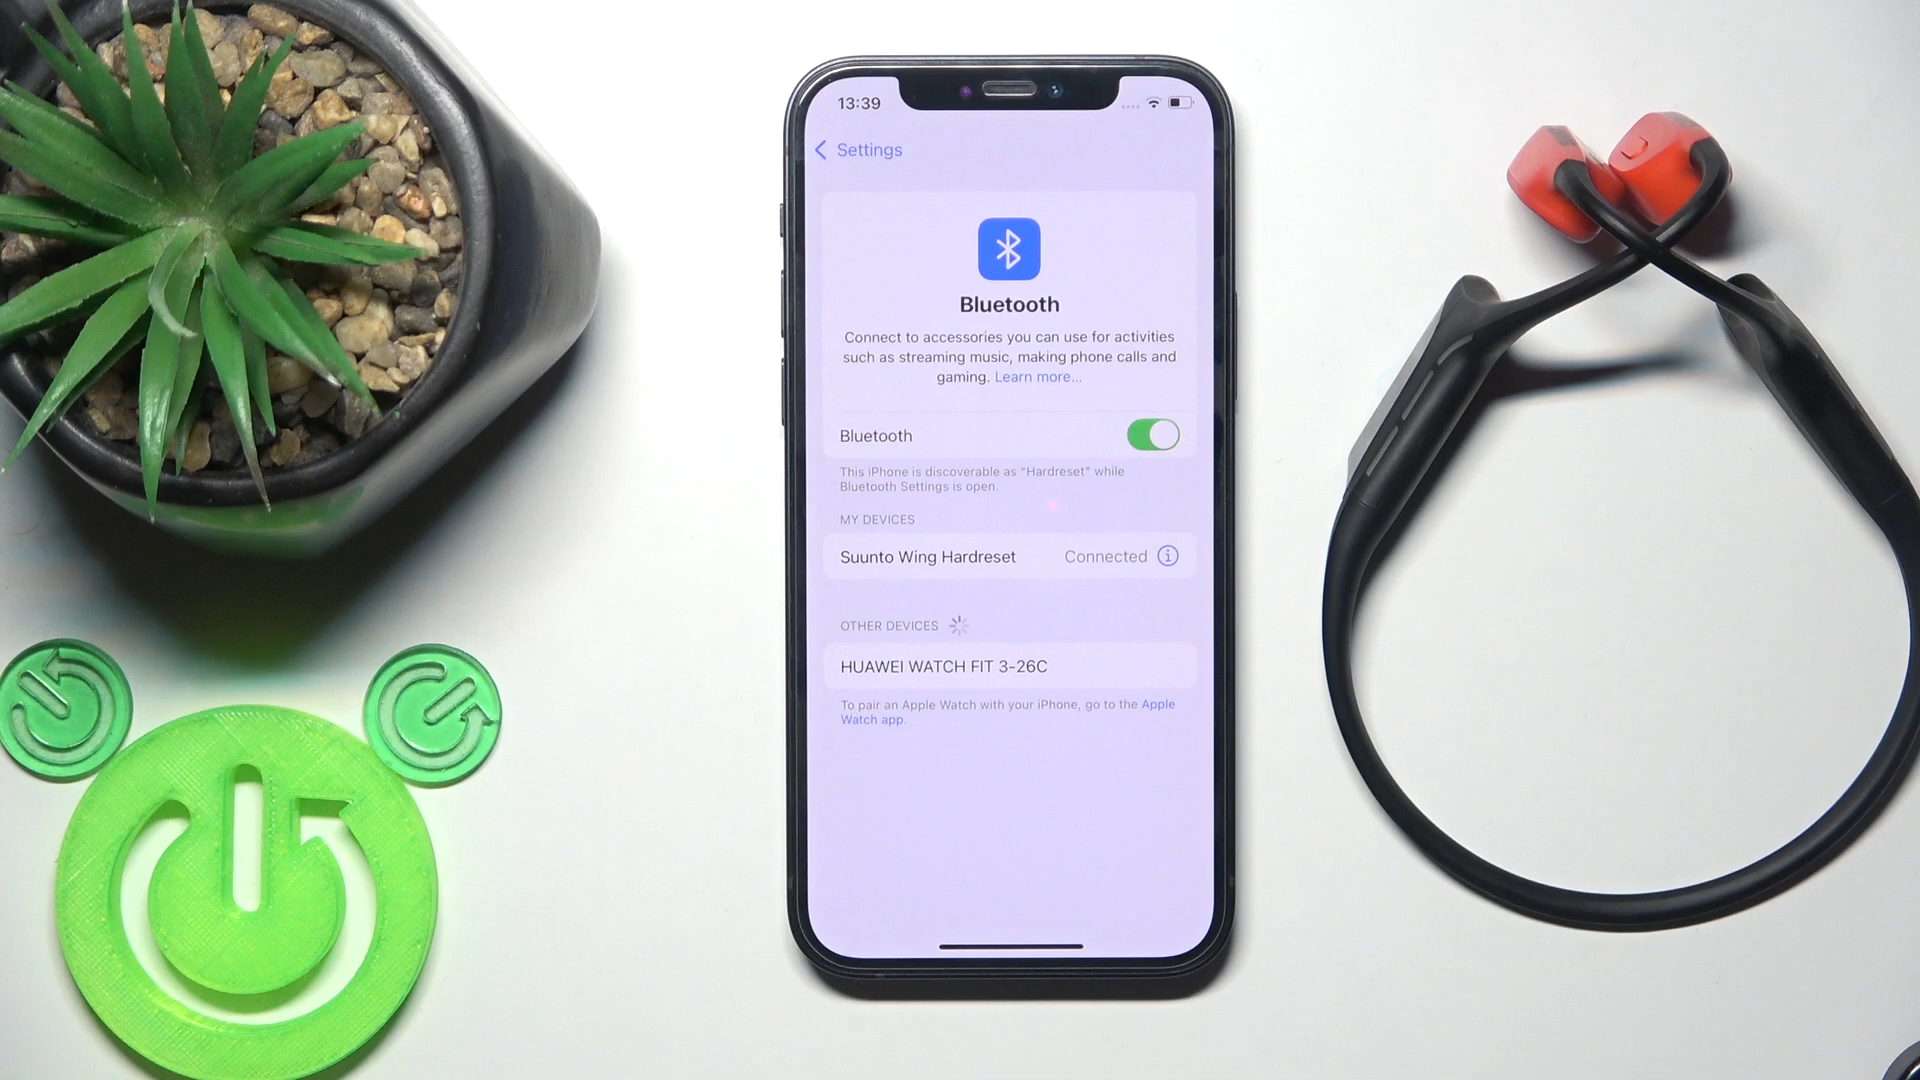 13:39
Settings
Bluetooth
Connect to accessories you can use for activities
such as streaming music, making phone calls and
gaming. Learn more...
Bluetooth
This iPhone is discoverable as "Hardreset" while
Bluetooth Settings is open.
MY DEVICES
Suunto Wing Hardreset Connected
OTHER DEVICES
HUAWEI WATCH FIT 3-26C
To pair an Apple Watch with your iPhone, go to the Apple
Watch app.